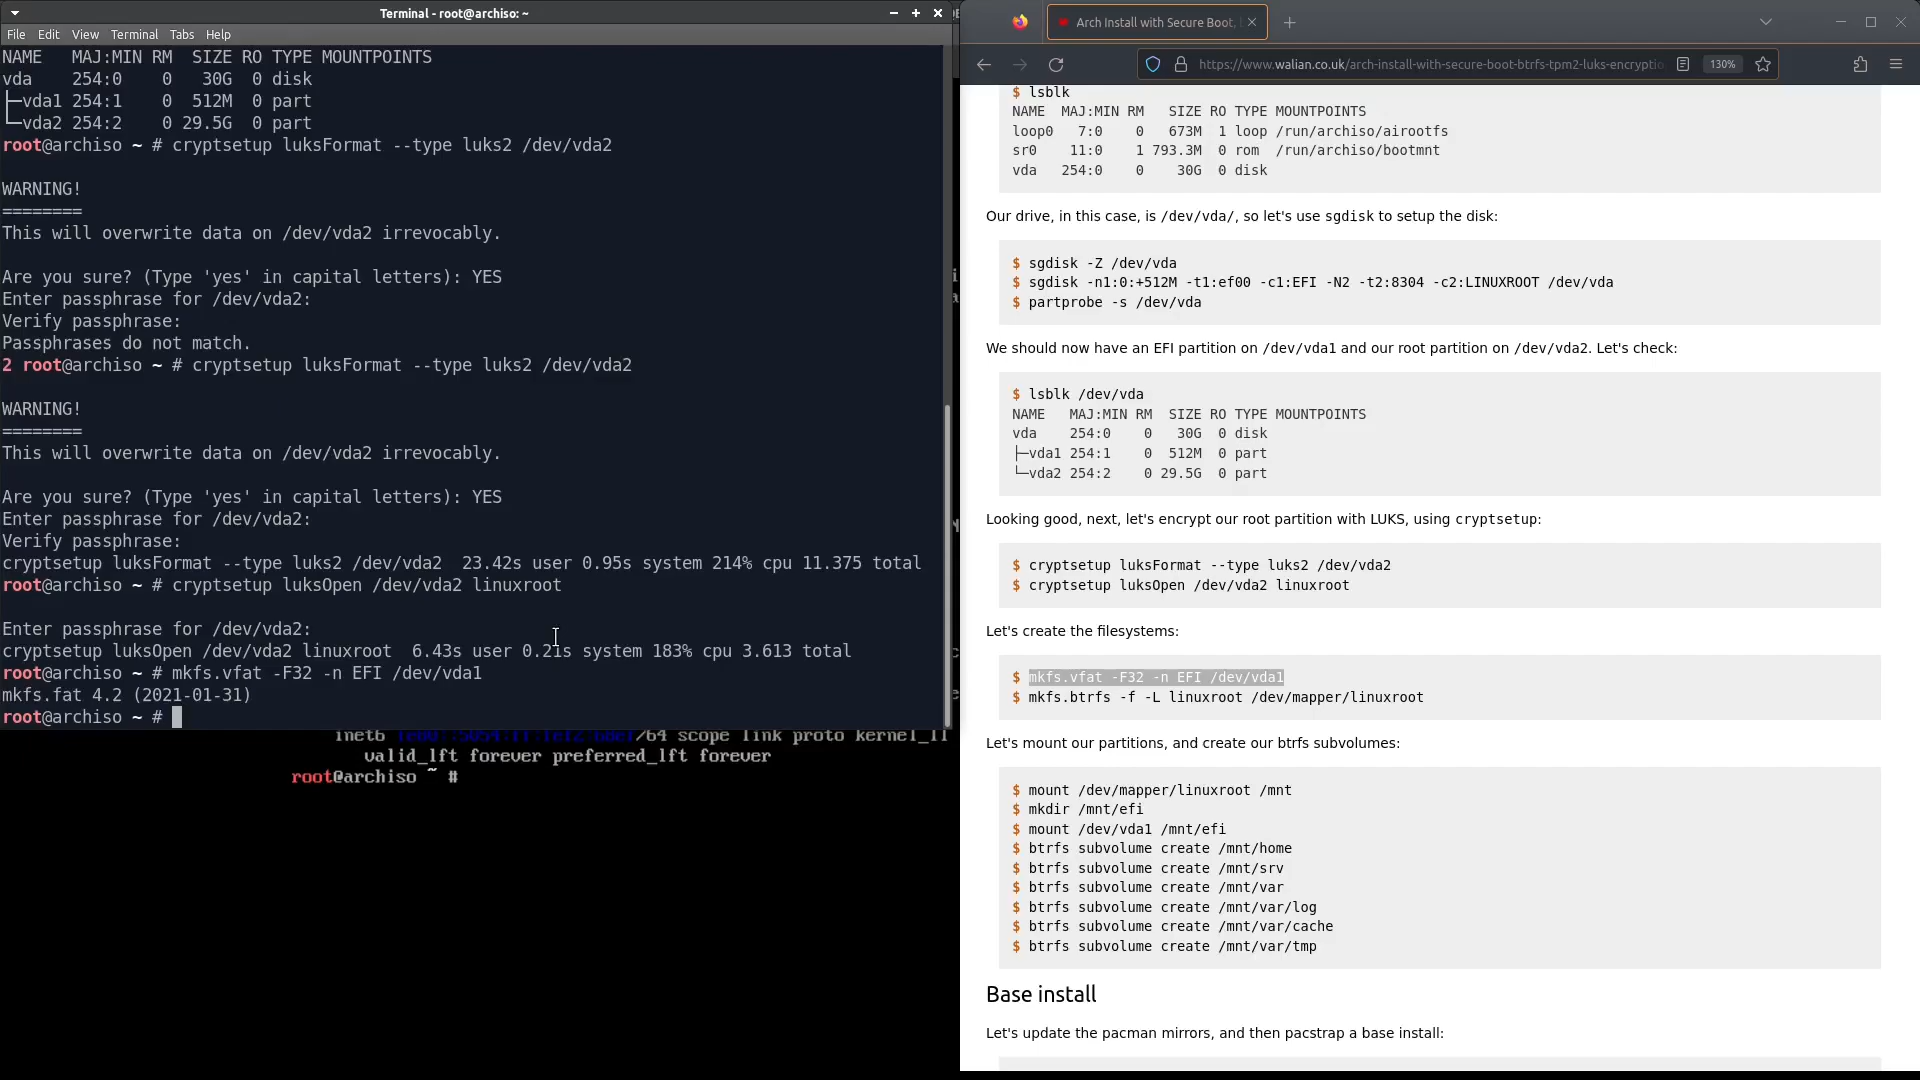 Terminal - root@archiso: ~
File Edit View Terminal Tabs Help
NAME   MAJ:MIN RM  SIZE RO TYPE MOUNTPOINTS
vda    254:0    0   30G  0 disk
├─vda1 254:1    0  512M  0 part
└─vda2 254:2    0 29.5G  0 part
root@archiso ~ # cryptsetup luksFormat --type luks2 /dev/vda2
WARNING!
========
This will overwrite data on /dev/vda2 irrevocably.
Are you sure? (Type 'yes' in capital letters): YES
Enter passphrase for /dev/vda2:
Verify passphrase:
Passphrases do not match.
2 root@archiso ~ # cryptsetup luksFormat --type luks2 /dev/vda2
WARNING!
========
This will overwrite data on /dev/vda2 irrevocably.
Are you sure? (Type 'yes' in capital letters): YES
Enter passphrase for /dev/vda2:
Verify passphrase:
cryptsetup luksFormat --type luks2 /dev/vda2  23.42s user 0.95s system 214% cpu 11.375 total
root@archiso ~ # cryptsetup luksOpen /dev/vda2 linuxroot
Enter passphrase for /dev/vda2:
cryptsetup luksOpen /dev/vda2 linuxroot  6.43s user 0.21s system 183% cpu 3.613 total
root@archiso ~ # mkfs.vfat -F32 -n EFI /dev/vda1
mkfs.fat 4.2 (2021-01-31)
root@archiso ~ #
inet6 /64 scope link proto kernel_ll
valid_lft forever preferred_lft forever
root@archiso ~ #
Arch Install with Secure Boot,
https://www.walian.co.uk/arch-install-with-secure-boot-btrfs-tpm2-luks-encryptio
130%
$ lsblk
NAME  MAJ:MIN RM   SIZE RO TYPE MOUNTPOINTS
loop0   7:0    0   673M  1 loop /run/archiso/airootfs
sr0    11:0    1 793.3M  0 rom  /run/archiso/bootmnt
vda   254:0    0    30G  0 disk
Our drive, in this case, is /dev/vda/, so let's use sgdisk to setup the disk:
$ sgdisk -Z /dev/vda
$ sgdisk -n1:0:+512M -t1:ef00 -c1:EFI -N2 -t2:8304 -c2:LINUXROOT /dev/vda
$ partprobe -s /dev/vda
We should now have an EFI partition on /dev/vda1 and our root partition on /dev/vda2. Let's check:
$ lsblk /dev/vda
NAME   MAJ:MIN RM  SIZE RO TYPE MOUNTPOINTS
vda    254:0    0   30G  0 disk
├─vda1 254:1    0  512M  0 part
└─vda2 254:2    0 29.5G  0 part
Looking good, next, let's encrypt our root partition with LUKS, using cryptsetup:
$ cryptsetup luksFormat --type luks2 /dev/vda2
$ cryptsetup luksOpen /dev/vda2 linuxroot
Let's create the filesystems:
$ mkfs.vfat -F32 -n EFI /dev/vda1
$ mkfs.btrfs -f -L linuxroot /dev/mapper/linuxroot
Let's mount our partitions, and create our btrfs subvolumes:
$ mount /dev/mapper/linuxroot /mnt
$ mkdir /mnt/efi
$ mount /dev/vda1 /mnt/efi
$ btrfs subvolume create /mnt/home
$ btrfs subvolume create /mnt/srv
$ btrfs subvolume create /mnt/var
$ btrfs subvolume create /mnt/var/log
$ btrfs subvolume create /mnt/var/cache
$ btrfs subvolume create /mnt/var/tmp
Base install
Let's update the pacman mirrors, and then pacstrap a base install: